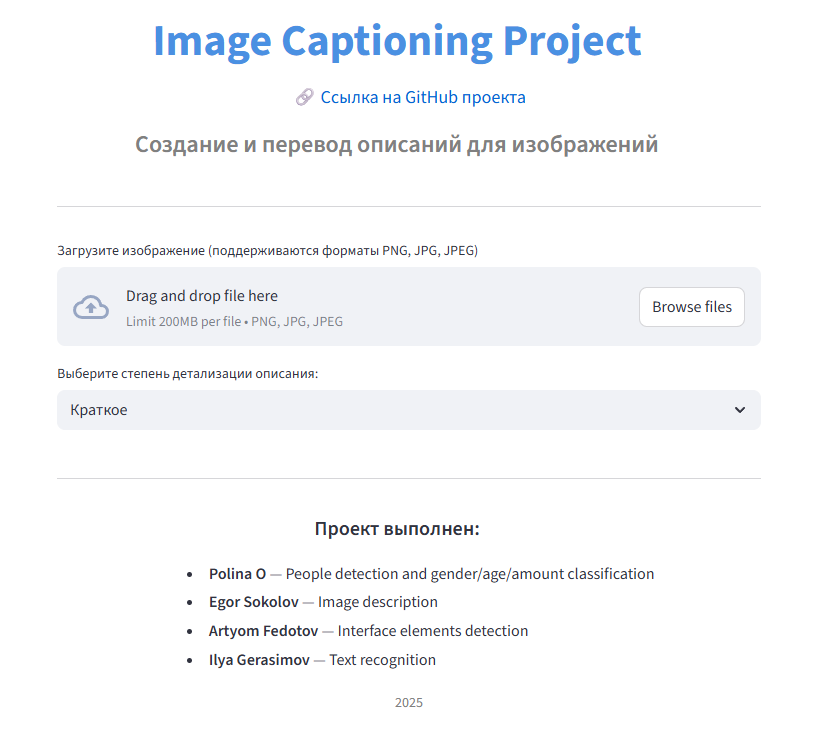 Image Captioning Project
Ссылка на GitHub проекта
Создание и перевод описаний для изображений
Загрузите изображение (поддерживаются форматы PNG, JPG, JPEG)
Drag and drop file here
Limit 200MB per file • PNG, JPG, JPEG
Browse files
Выберите степень детализации описания:
Краткое
Проект выполнен:
• Polina O — People detection and gender/age/amount classification
• Egor Sokolov — Image description
• Artyom Fedotov — Interface elements detection
• Ilya Gerasimov — Text recognition
2025